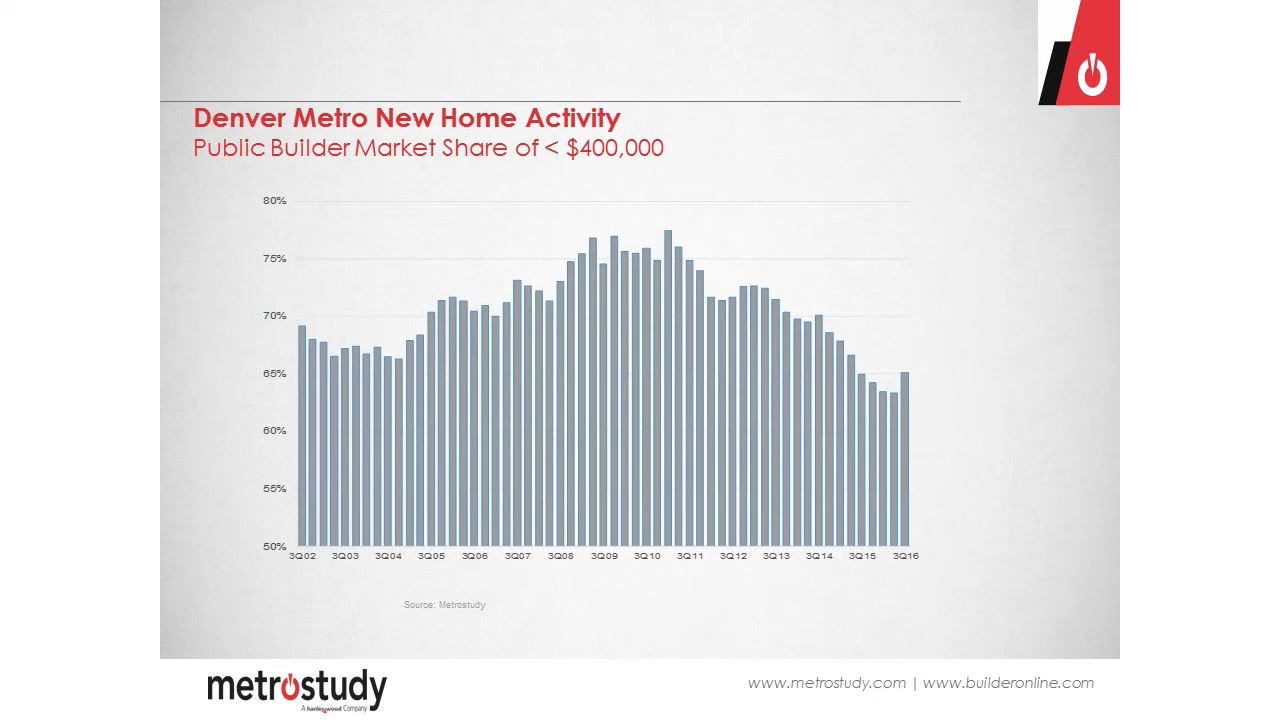 Denver Metro New Home Activity
Public Builder Market Share of < $400,000
80%
75%
70%
65%
60%
55%
50%
3Q02 3Q03 3Q04 3Q05 3Q06 3Q07 3Q08 3Q09 3Q10 3Q11 3Q12 3Q13 3Q14 3Q15 3Q16
Source: Metrostudy
metrostudy
A hanleywood Company
www.metrostudy.com | www.builderonline.com